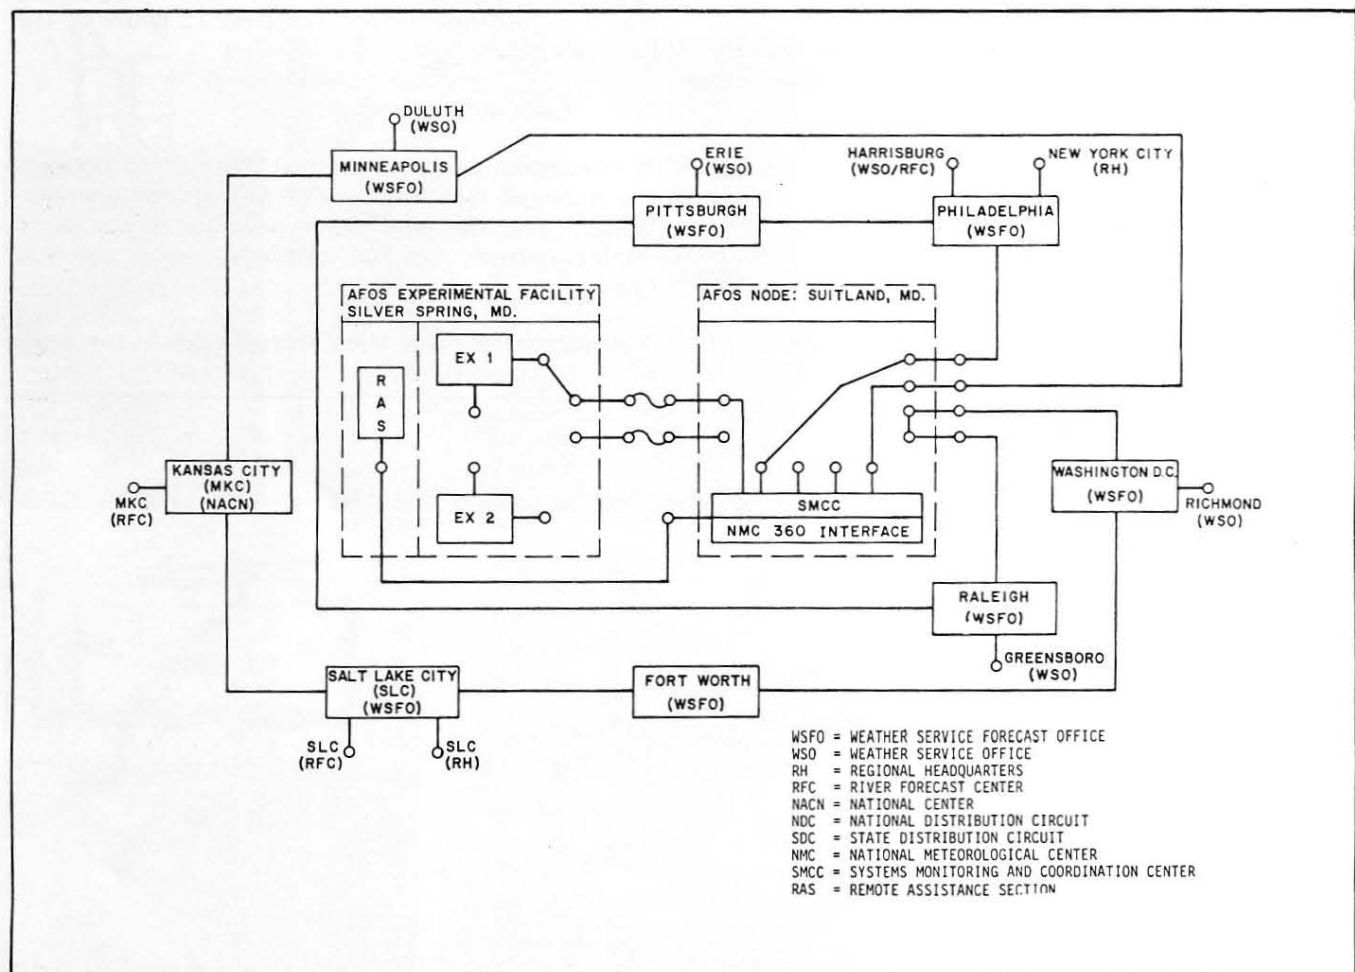 DULUTH
(WSO)
MINNEAPOLIS
(WSFO)
ERIE
(WSO)
HARRISBURG
(WSO/RFC)
NEW YORK CITY
(RH)
PITTSBURGH
(WSFO)
PHILADELPHIA
(WSFO)
AFOS EXPERIMENTAL FACILITY
SILVER SPRING, MD.
AFOS NODE: SUITLAND, MD.
EX 1
R
A
S
KANSAS CITY
(MKC)
(NACN)
MKC
(RFC)
EX 2
SMCC
NMC 360 INTERFACE
WASHINGTON D.C.
(WSFO)
RICHMOND
(WSO)
RALEIGH
(WSFO)
GREENSBORO
(WSO)
SALT LAKE CITY
(SLC)
(WSFO)
FORT WORTH
(WSFO)
SLC
(RFC)
SLC
(RH)
WSFO = WEATHER SERVICE FORECAST OFFICE
WSO = WEATHER SERVICE OFFICE
RH = REGIONAL HEADQUARTERS
RFC = RIVER FORECAST CENTER
NACN = NATIONAL CENTER
NDC = NATIONAL DISTRIBUTION CIRCUIT
SDC = STATE DISTRIBUTION CIRCUIT
NMC = NATIONAL METEOROLOGICAL CENTER
SMCC = SYSTEMS MONITORING AND COORDINATION CENTER
RAS = REMOTE ASSISTANCE SECTION